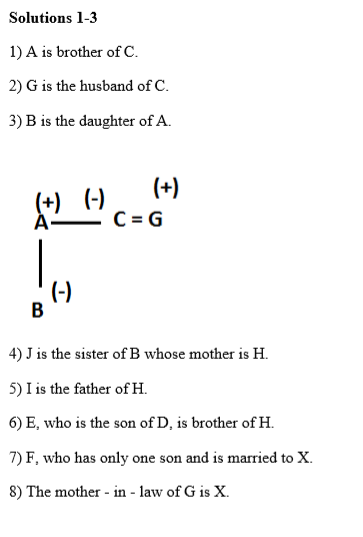 Solutions 1-3
1) A is brother of C.
2) G is the husband of C.
3) B is the daughter of A.
(+) (-) (+)
A C = G
(-)
B
4) J is the sister of B whose mother is H.
5) I is the father of H.
6) E, who is the son of D, is brother of H.
7) F, who has only one son and is married to X.
8) The mother - in - law of G is X.